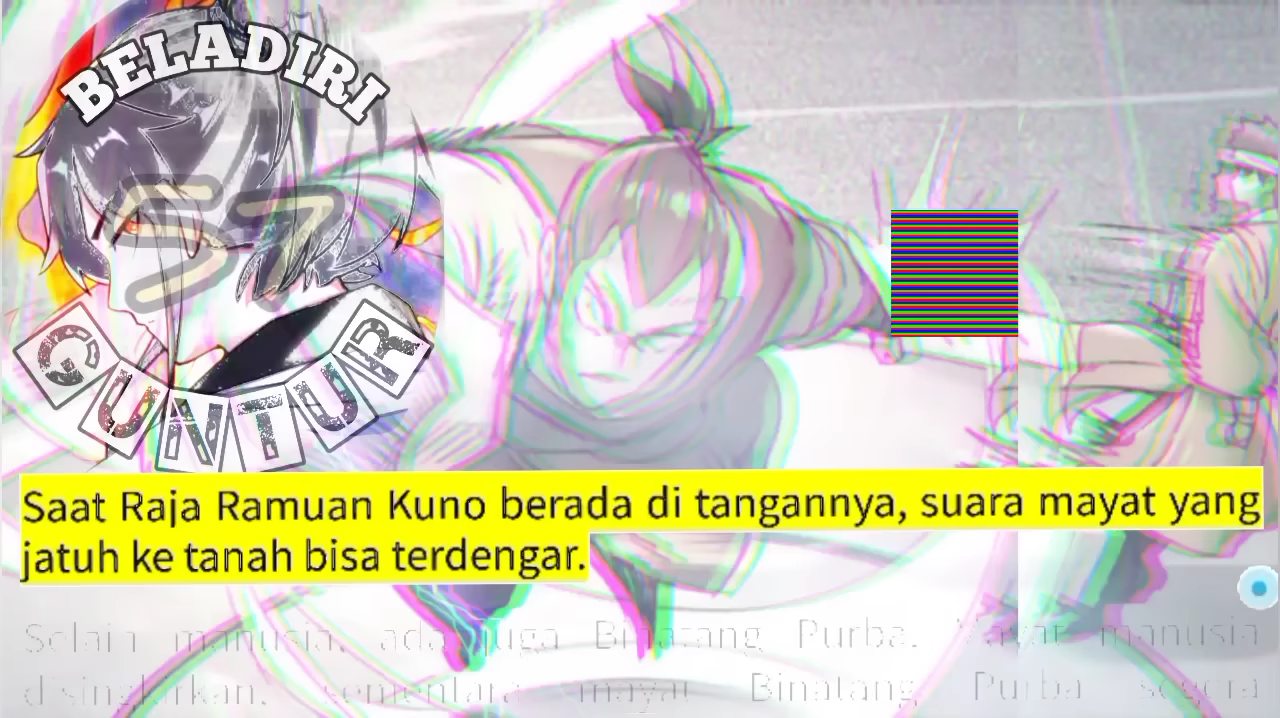 BELADIRI
57
GUNTUR
Saat Raja Ramuan Kuno berada di tangannya, suara mayat yang
jatuh ke tanah bisa terdengar.
Selain manusia, ada juga Binatang Purba. Mayat manusia
disingkirkan, sementara mayat Binatang Purba segera